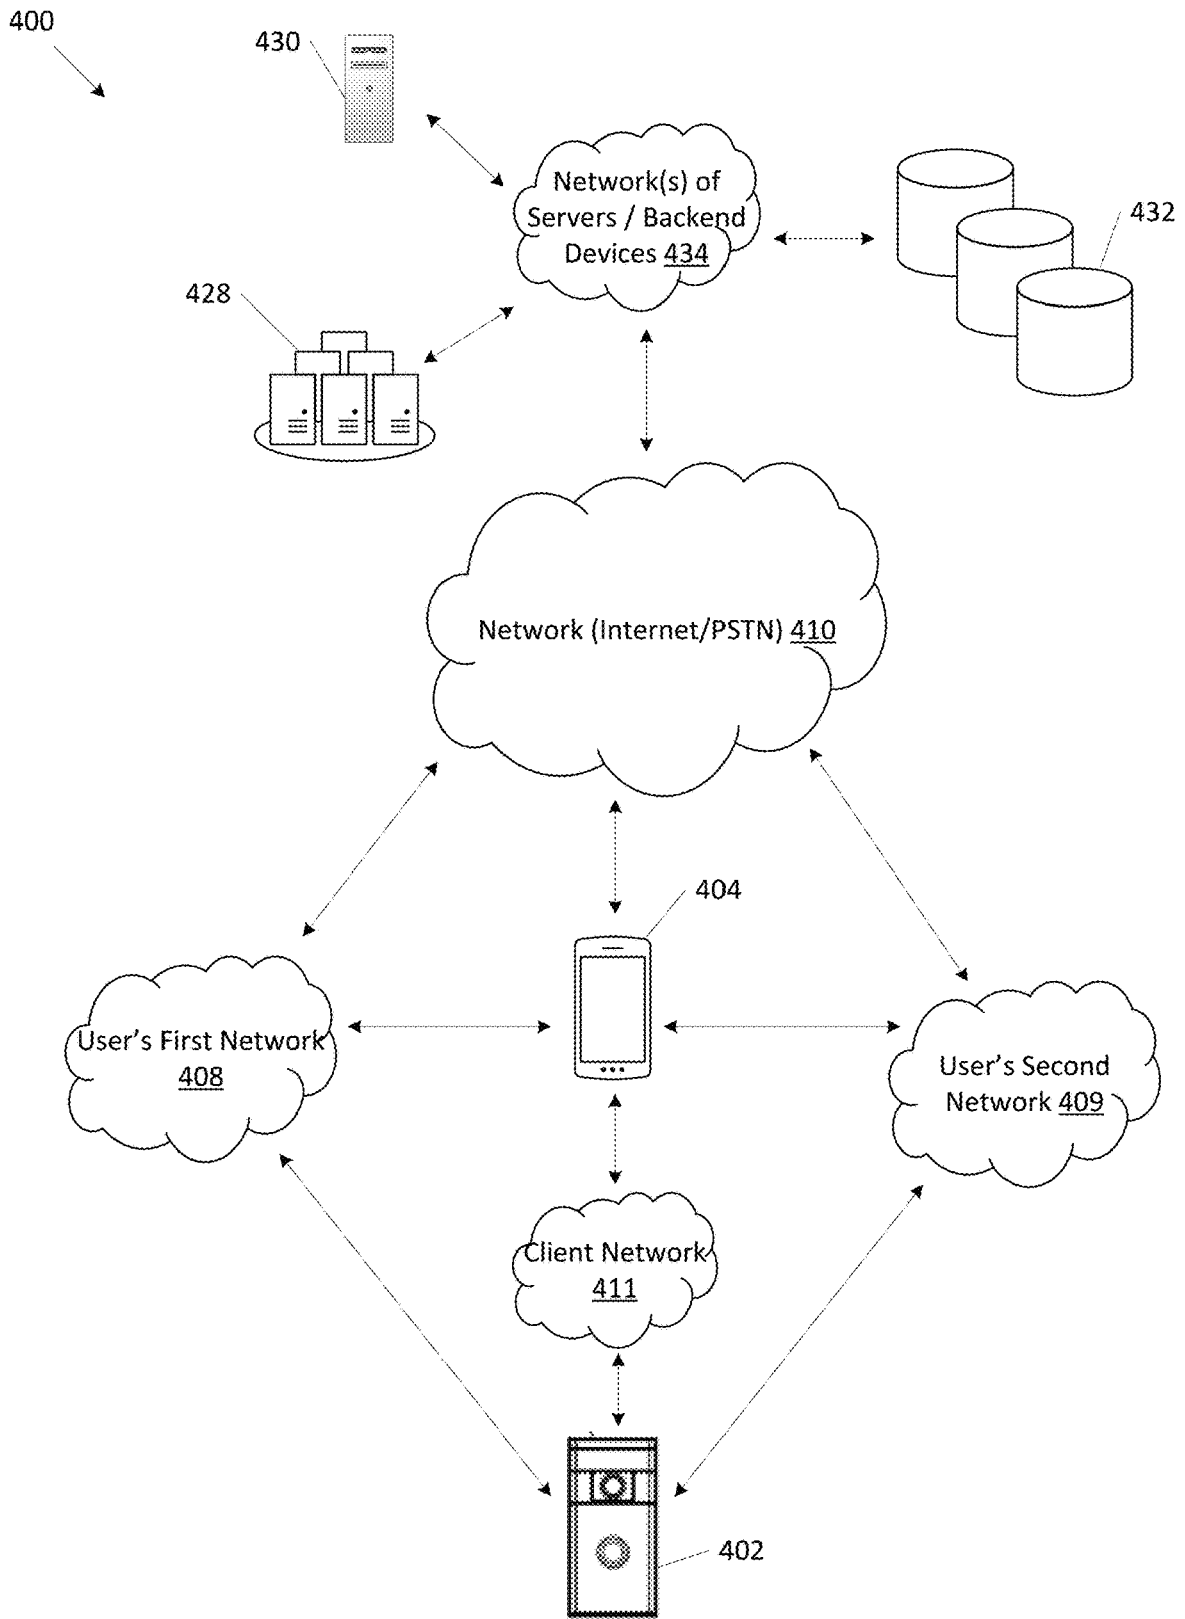 400
430
Network(s) of
Servers / Backend
Devices 434
432
428
Network (Internet/PSTN) 410
404
User's First Network
408
User's Second
Network 409
Client Network
411
402